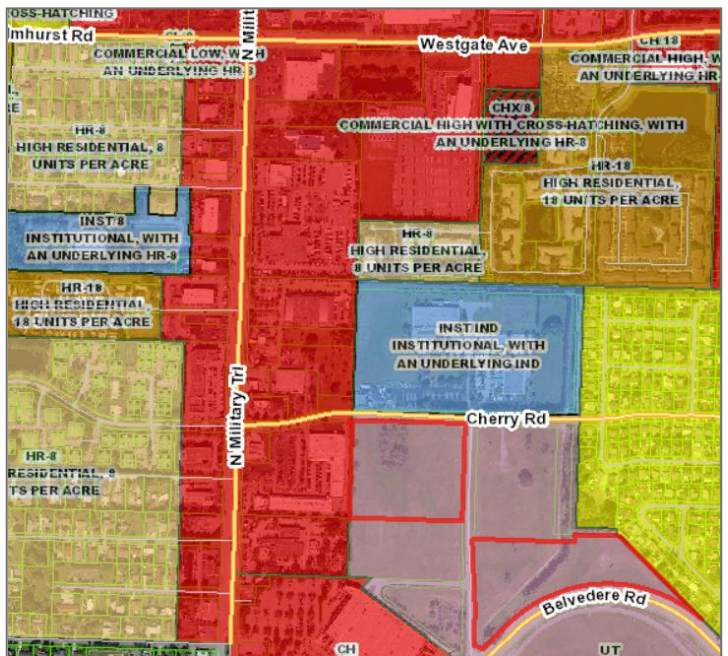 OSS-HATCHING
lmhurst Rd
COMMERCIAL LOW, WITH
AN UNDERLYING HR-8
N Milit
Westgate Ave
CH/18
COMMERCIAL HIGH, W
AN UNDERLYING HR-
CHX/8
COMMERCIAL HIGH WITH CROSS-HATCHING, WITH
AN UNDERLYING HR-8
HR-8
HIGH RESIDENTIAL, 8
UNITS PER ACRE
HR-18
HIGH RESIDENTIAL,
18 UNITS PER ACRE
INST/8
INSTITUTIONAL, WITH
AN UNDERLYING HR-8
HR-8
HIGH RESIDENTIAL,
8 UNITS PER ACRE
HR-18
HIGH RESIDENTIAL,
18 UNITS PER ACRE
INST/IND
INSTITUTIONAL, WITH
AN UNDERLYING IND
N Military Trl
Cherry Rd
HR-8
RESIDENTIAL, 8
TS PER ACRE
Belvedere Rd
CH
UT